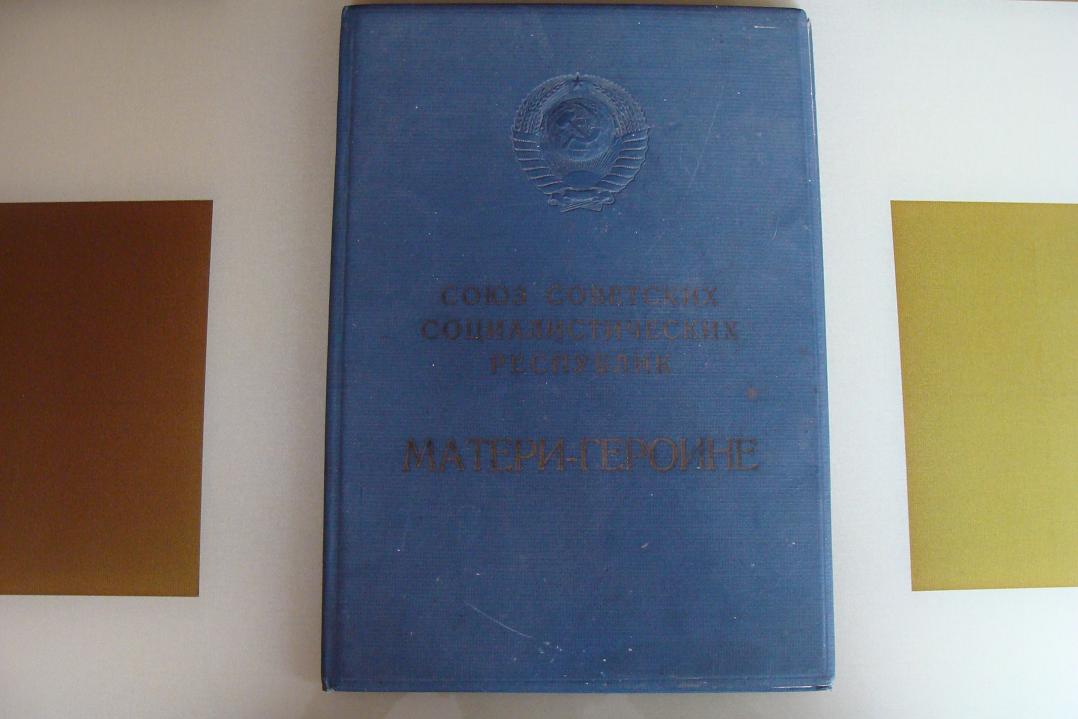 СОЮЗ СОВЕТСКИХ
СОЦИАЛИСТИЧЕСКИХ
РЕСПУБЛИК
МАТЕРИ-ГЕРОИНЕ